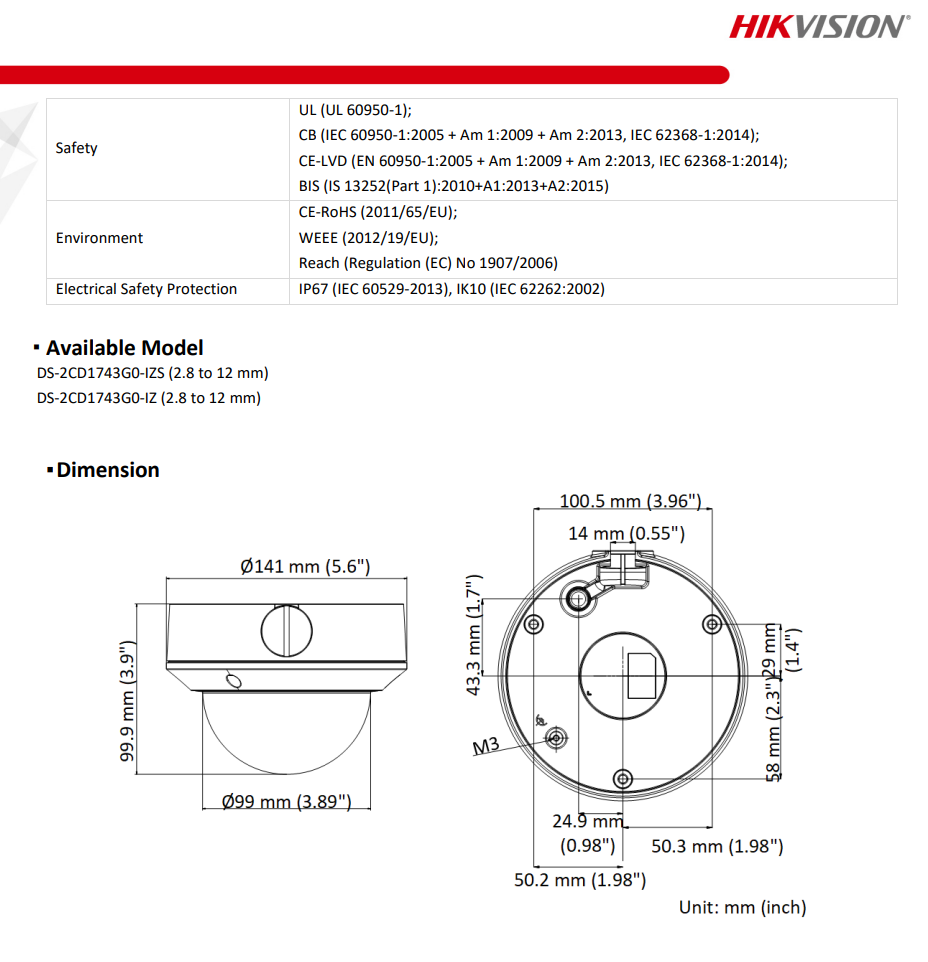 HIKVISION®
Safety
UL (UL 60950-1);
CB (IEC 60950-1:2005 + Am 1:2009 + Am 2:2013, IEC 62368-1:2014);
CE-LVD (EN 60950-1:2005 + Am 1:2009 + Am 2:2013, IEC 62368-1:2014);
BIS (IS 13252(Part 1):2010+A1:2013+A2:2015)
Environment
CE-RoHS (2011/65/EU);
WEEE (2012/19/EU);
Reach (Regulation (EC) No 1907/2006)
Electrical Safety Protection
IP67 (IEC 60529-2013), IK10 (IEC 62262:2002)
▪ Available Model
DS-2CD1743G0-IZS (2.8 to 12 mm)
DS-2CD1743G0-IZ (2.8 to 12 mm)
▪ Dimension
Ø141 mm (5.6")
99.9 mm (3.9")
Ø99 mm (3.89")
100.5 mm (3.96")
14 mm (0.55")
43.3 mm (1.7")
29 mm
(1.4")
58 mm (2.3")
M3
24.9 mm
(0.98")
50.3 mm (1.98")
50.2 mm (1.98")
Unit: mm (inch)